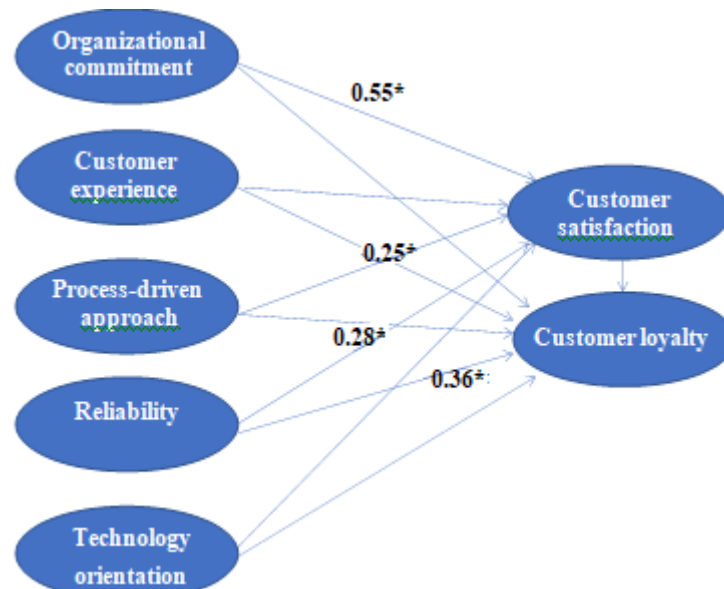 Organizational
commitment
0.55*
Customer
experience
Customer
satisfaction
0.25*
Process-driven
approach
0.28*
Customer loyalty
0.36*:
Reliability
Technology
orientation